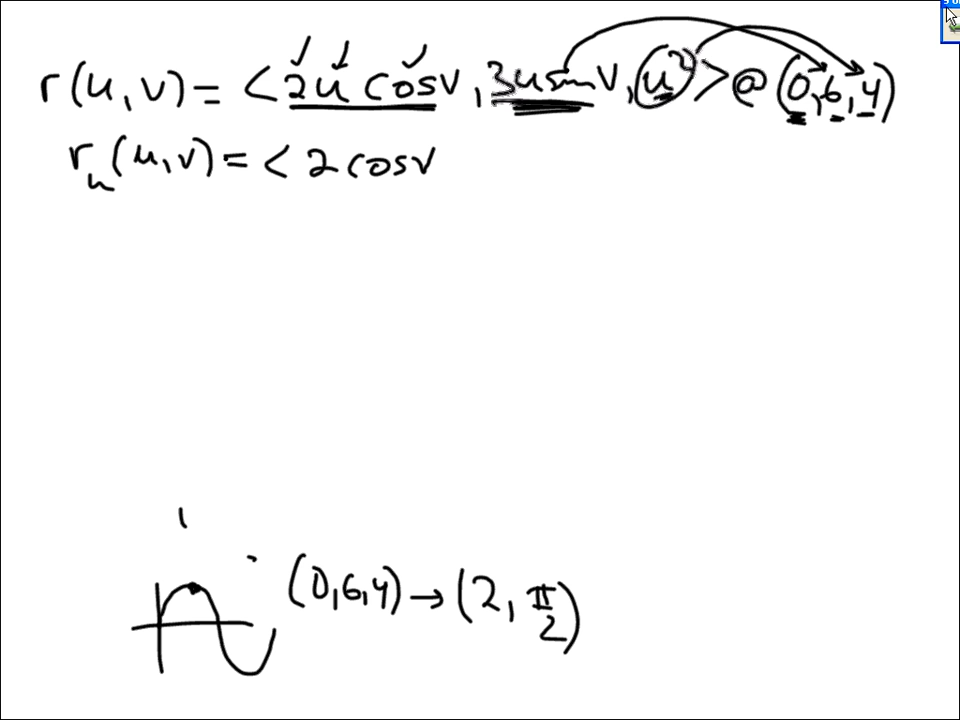 r(u,v) = <2u cosv, 3u sin v, u²> @ (0,6,4)
r_u(u,v) = < 2 cosv
(0,6,4) → (2, π/2)